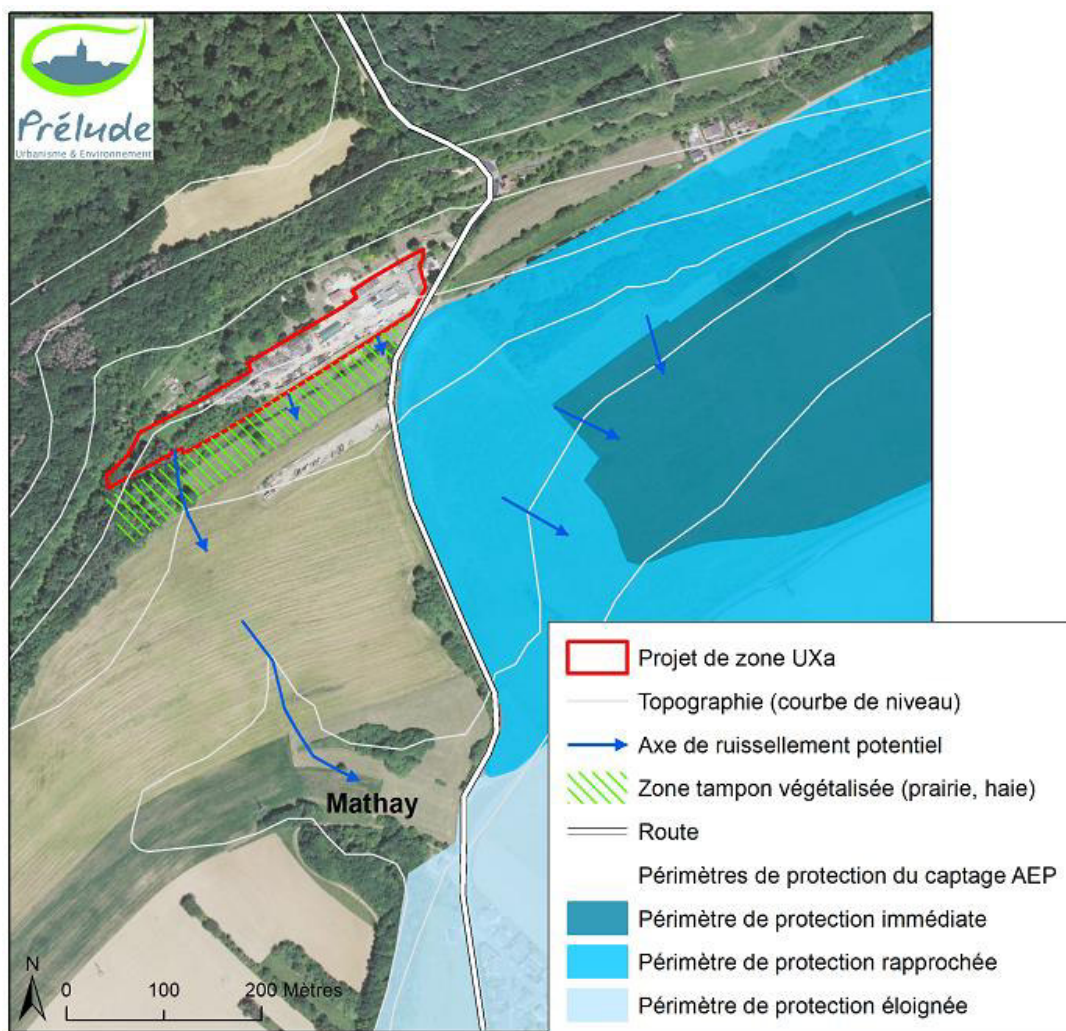 Prélude
Urbanisme & Environnement
Projet de zone UXa
Topographie (courbe de niveau)
Axe de ruissellement potentiel
Zone tampon végétalisée (prairie, haie)
Mathay
Route
Périmètres de protection du captage AEP
Périmètre de protection immédiate
Périmètre de protection rapprochée
Périmètre de protection éloignée
N
0 100 200 Mètres